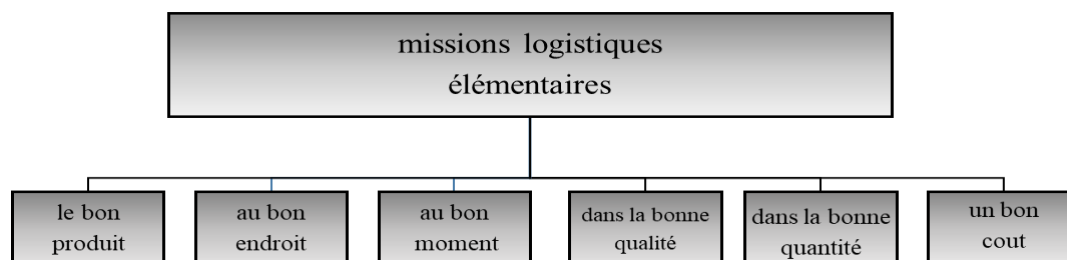 missions logistiques
élémentaires
le bon
produit
au bon
endroit
au bon
moment
dans la bonne
qualité
dans la bonne
quantité
un bon
cout